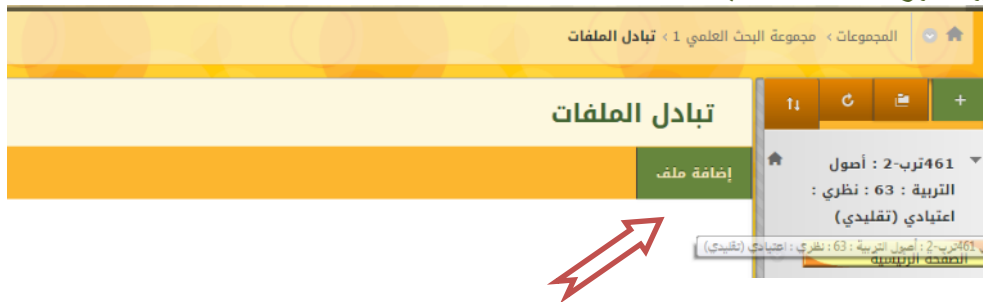 المجموعات › مجموعة البحث العلمي 1 › تبادل الملفات
تبادل الملفات
إضافة ملف
461ترب-2 : أصول
التربية : 63 : نظري :
اعتيادي (تقليدي)
461ترب-2 : أصول التربية : 63 : نظري : اعتيادي (تقليدي)
الصفحة الرئيسية